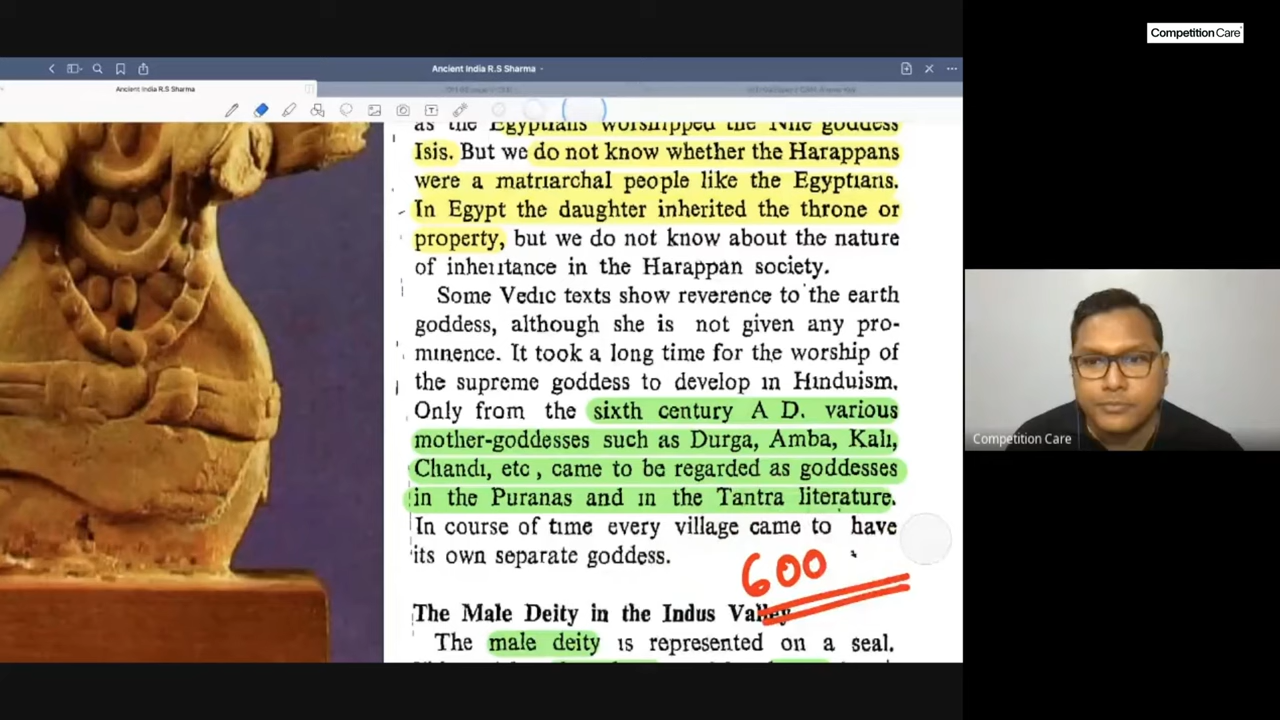 CompetitionCare
Ancient India R.S Sharma
Ancient India R.S Sharma
as the Egyptians worshipped the Nile goddess
Isis. But we do not know whether the Harappans
were a matriarchal people like the Egyptians.
In Egypt the daughter inherited the throne or
property, but we do not know about the nature
of inheritance in the Harappan society.
Some Vedic texts show reverence to the earth
goddess, although she is not given any pro-
minence. It took a long time for the worship of
the supreme goddess to develop in Hinduism.
Only from the sixth century A D. various
mother-goddesses such as Durga, Amba, Kali,
Chandi, etc, came to be regarded as goddesses
in the Puranas and in the Tantra literature.
In course of time every village came to have
its own separate goddess.
600
The Male Deity in the Indus Valley
The male deity is represented on a seal.
Competition Care